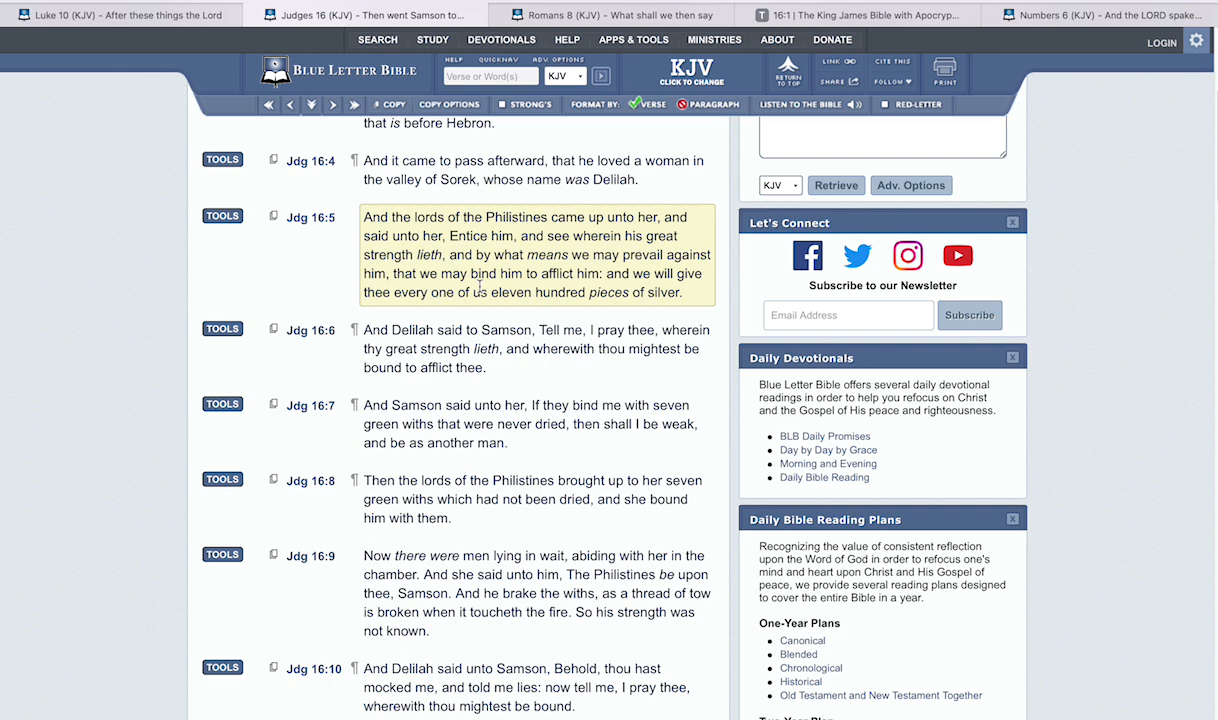 Luke 10 (KJV) - After these things the Lord
Judges 16 (KJV) - Then went Samson to...
Romans 8 (KJV) - What shall we then say
T 16:1 | The King James Bible with Apocryp...
Numbers 6 (KJV) - And the LORD spake...
SEARCH STUDY DEVOTIONALS HELP APPS & TOOLS MINISTRIES ABOUT DONATE
LOGIN
BLUE LETTER BIBLE
HELP QUICKNAV ADV. OPTIONS
Verse or Word(s) KJV
KJV
CLICK TO CHANGE
RETURN
TO TOP
LINK CITE THIS
SHARE FOLLOW
PRINT
COPY COPY OPTIONS STRONG'S FORMAT BY: VERSE PARAGRAPH LISTEN TO THE BIBLE RED-LETTER
that is before Hebron.
TOOLS Jdg 16:4 ¶ And it came to pass afterward, that he loved a woman in
the valley of Sorek, whose name was Delilah.
TOOLS Jdg 16:5 And the lords of the Philistines came up unto her, and
said unto her, Entice him, and see wherein his great
strength lieth, and by what means we may prevail against
him, that we may bind him to afflict him: and we will give
thee every one of us eleven hundred pieces of silver.
TOOLS Jdg 16:6 ¶ And Delilah said to Samson, Tell me, I pray thee, wherein
thy great strength lieth, and wherewith thou mightest be
bound to afflict thee.
TOOLS Jdg 16:7 ¶ And Samson said unto her, If they bind me with seven
green withs that were never dried, then shall I be weak,
and be as another man.
TOOLS Jdg 16:8 ¶ Then the lords of the Philistines brought up to her seven
green withs which had not been dried, and she bound
him with them.
TOOLS Jdg 16:9 Now there were men lying in wait, abiding with her in the
chamber. And she said unto him, The Philistines be upon
thee, Samson. And he brake the withs, as a thread of tow
is broken when it toucheth the fire. So his strength was
not known.
TOOLS Jdg 16:10 ¶ And Delilah said unto Samson, Behold, thou hast
mocked me, and told me lies: now tell me, I pray thee,
wherewith thou mightest be bound.
KJV Retrieve Adv. Options
Let's Connect
Subscribe to our Newsletter
Email Address Subscribe
Daily Devotionals
Blue Letter Bible offers several daily devotional
readings in order to help you refocus on Christ
and the Gospel of His peace and righteousness.
BLB Daily Promises
Day by Day by Grace
Morning and Evening
Daily Bible Reading
Daily Bible Reading Plans
Recognizing the value of consistent reflection
upon the Word of God in order to refocus one's
mind and heart upon Christ and His Gospel of
peace, we provide several reading plans designed
to cover the entire Bible in a year.
One-Year Plans
Canonical
Blended
Chronological
Historical
Old Testament and New Testament Together